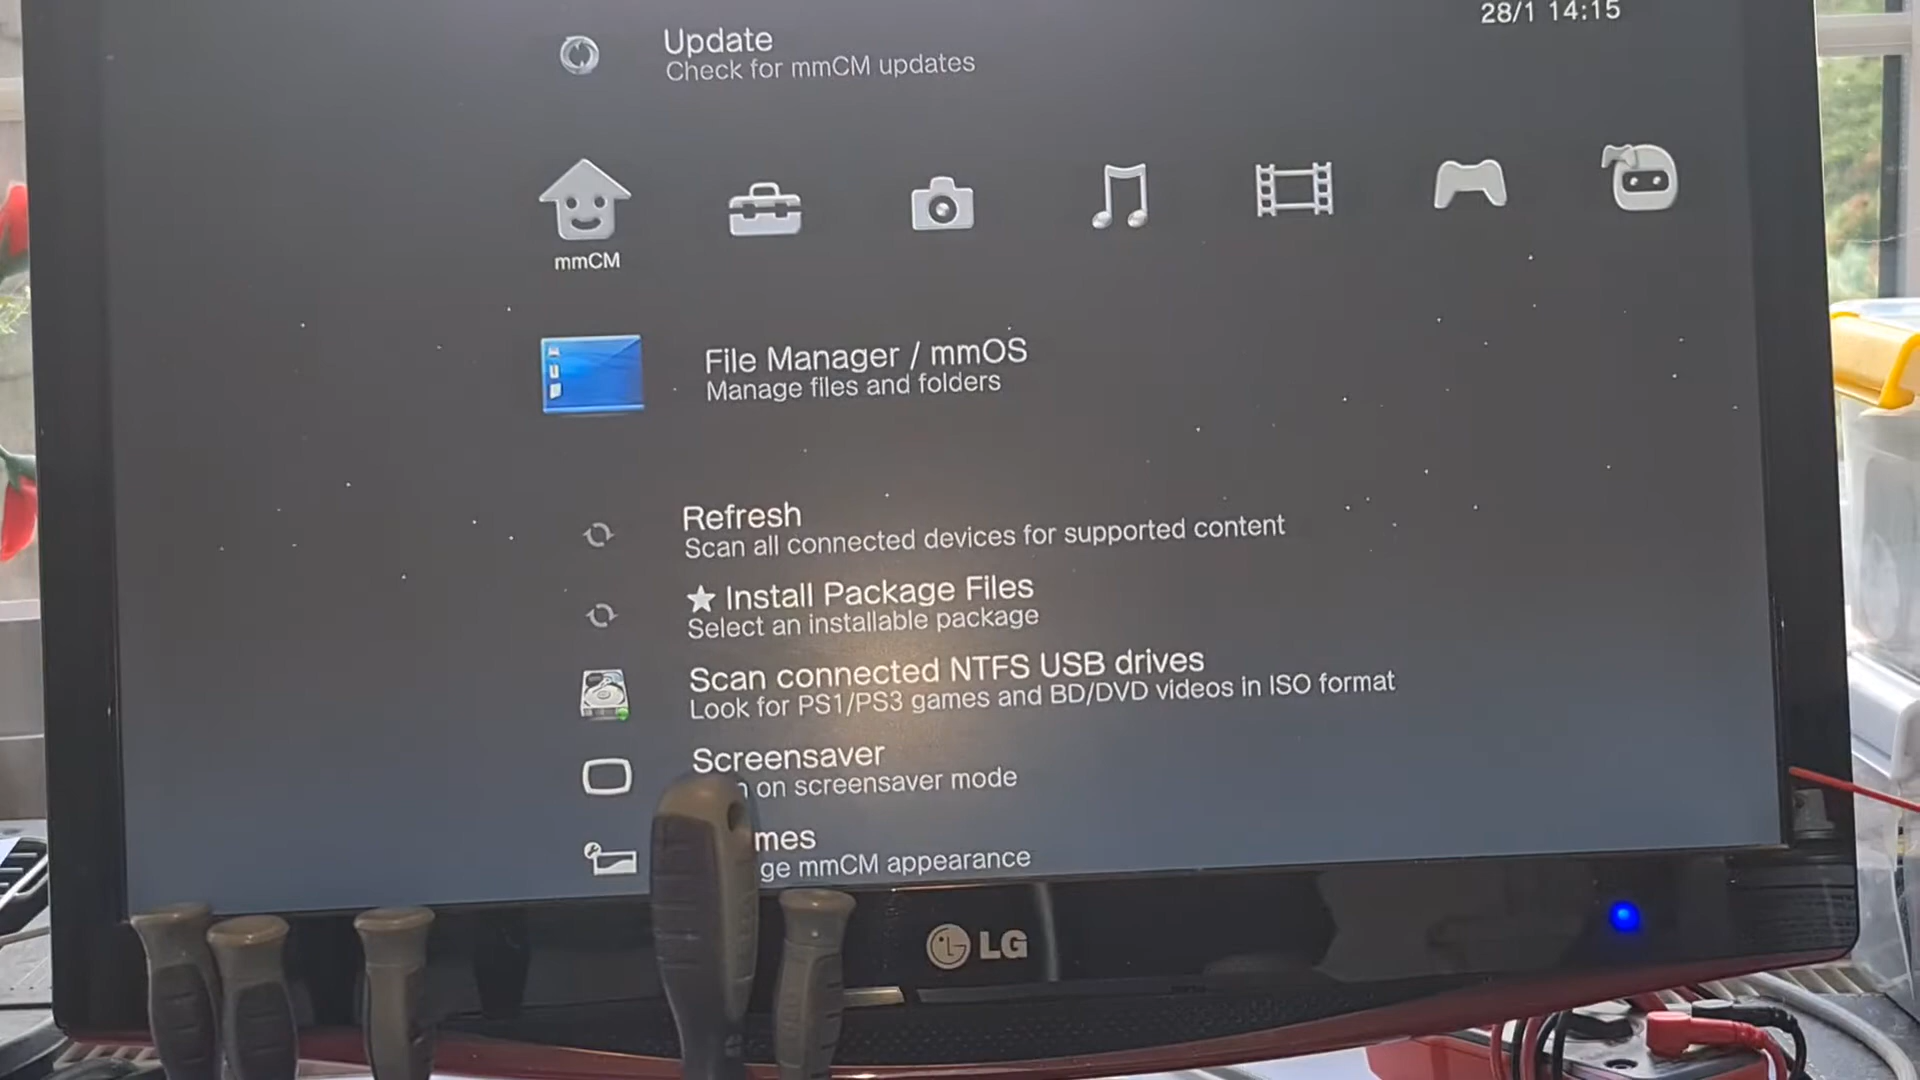 28/1 14:15
Update
Check for mmCM updates
mmCM
File Manager / mmOS
Manage files and folders
Refresh
Scan all connected devices for supported content
★ Install Package Files
Select an installable package
Scan connected NTFS USB drives
Look for PS1/PS3 games and BD/DVD videos in ISO format
Screensaver
on screensaver mode
mes
ge mmCM appearance
LG